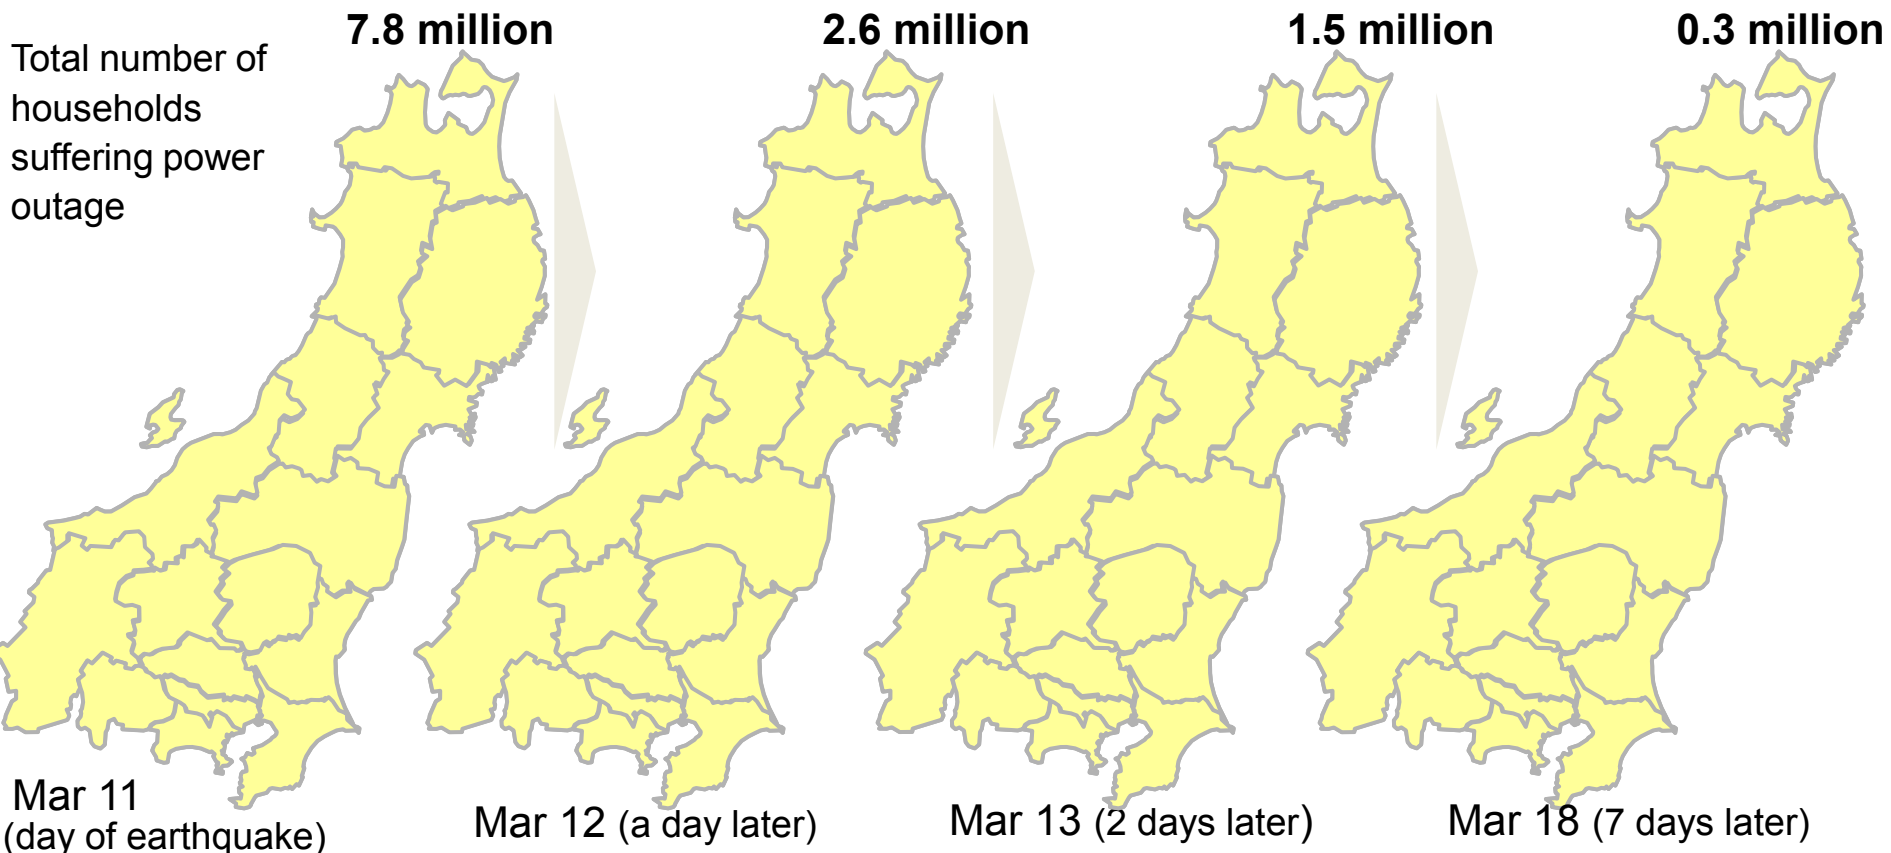 7.8 million
2.6 million
1.5 million
0.3 million
Total number of
households
suffering power
outage
Mar 11
(day of earthquake)
Mar 12 (a day later)
Mar 13 (2 days later)
Mar 18 (7 days later)